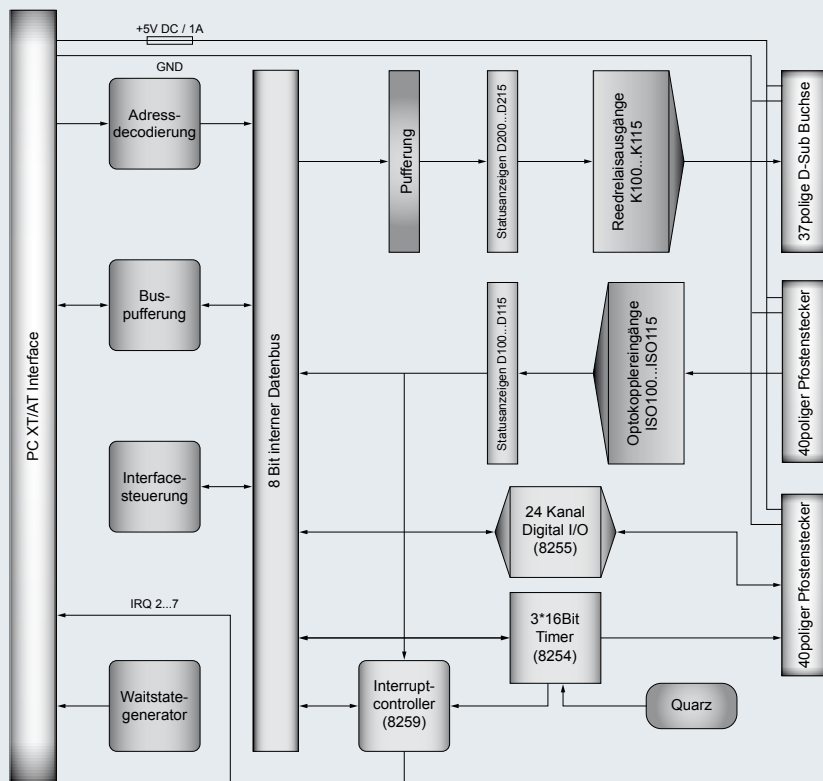 +5V DC / 1A
GND
PC XT/AT Interface
Adress-
decodierung
Bus-
pufferung
Interface-
steuerung
IRQ 2...7
Waitstate-
generator
8 Bit interner Datenbus
Pufferung
Statusanzeigen D200...D215
Reedrelaisausgänge
K100...K115
37polige D-Sub Buchse
Statusanzeigen D100...D115
Optokopplereingänge
ISO100...ISO115
40poliger Pfostenstecker
24 Kanal
Digital I/O
(8255)
3*16Bit
Timer
(8254)
40poliger Pfostenstecker
Interrupt-
controller
(8259)
Quarz